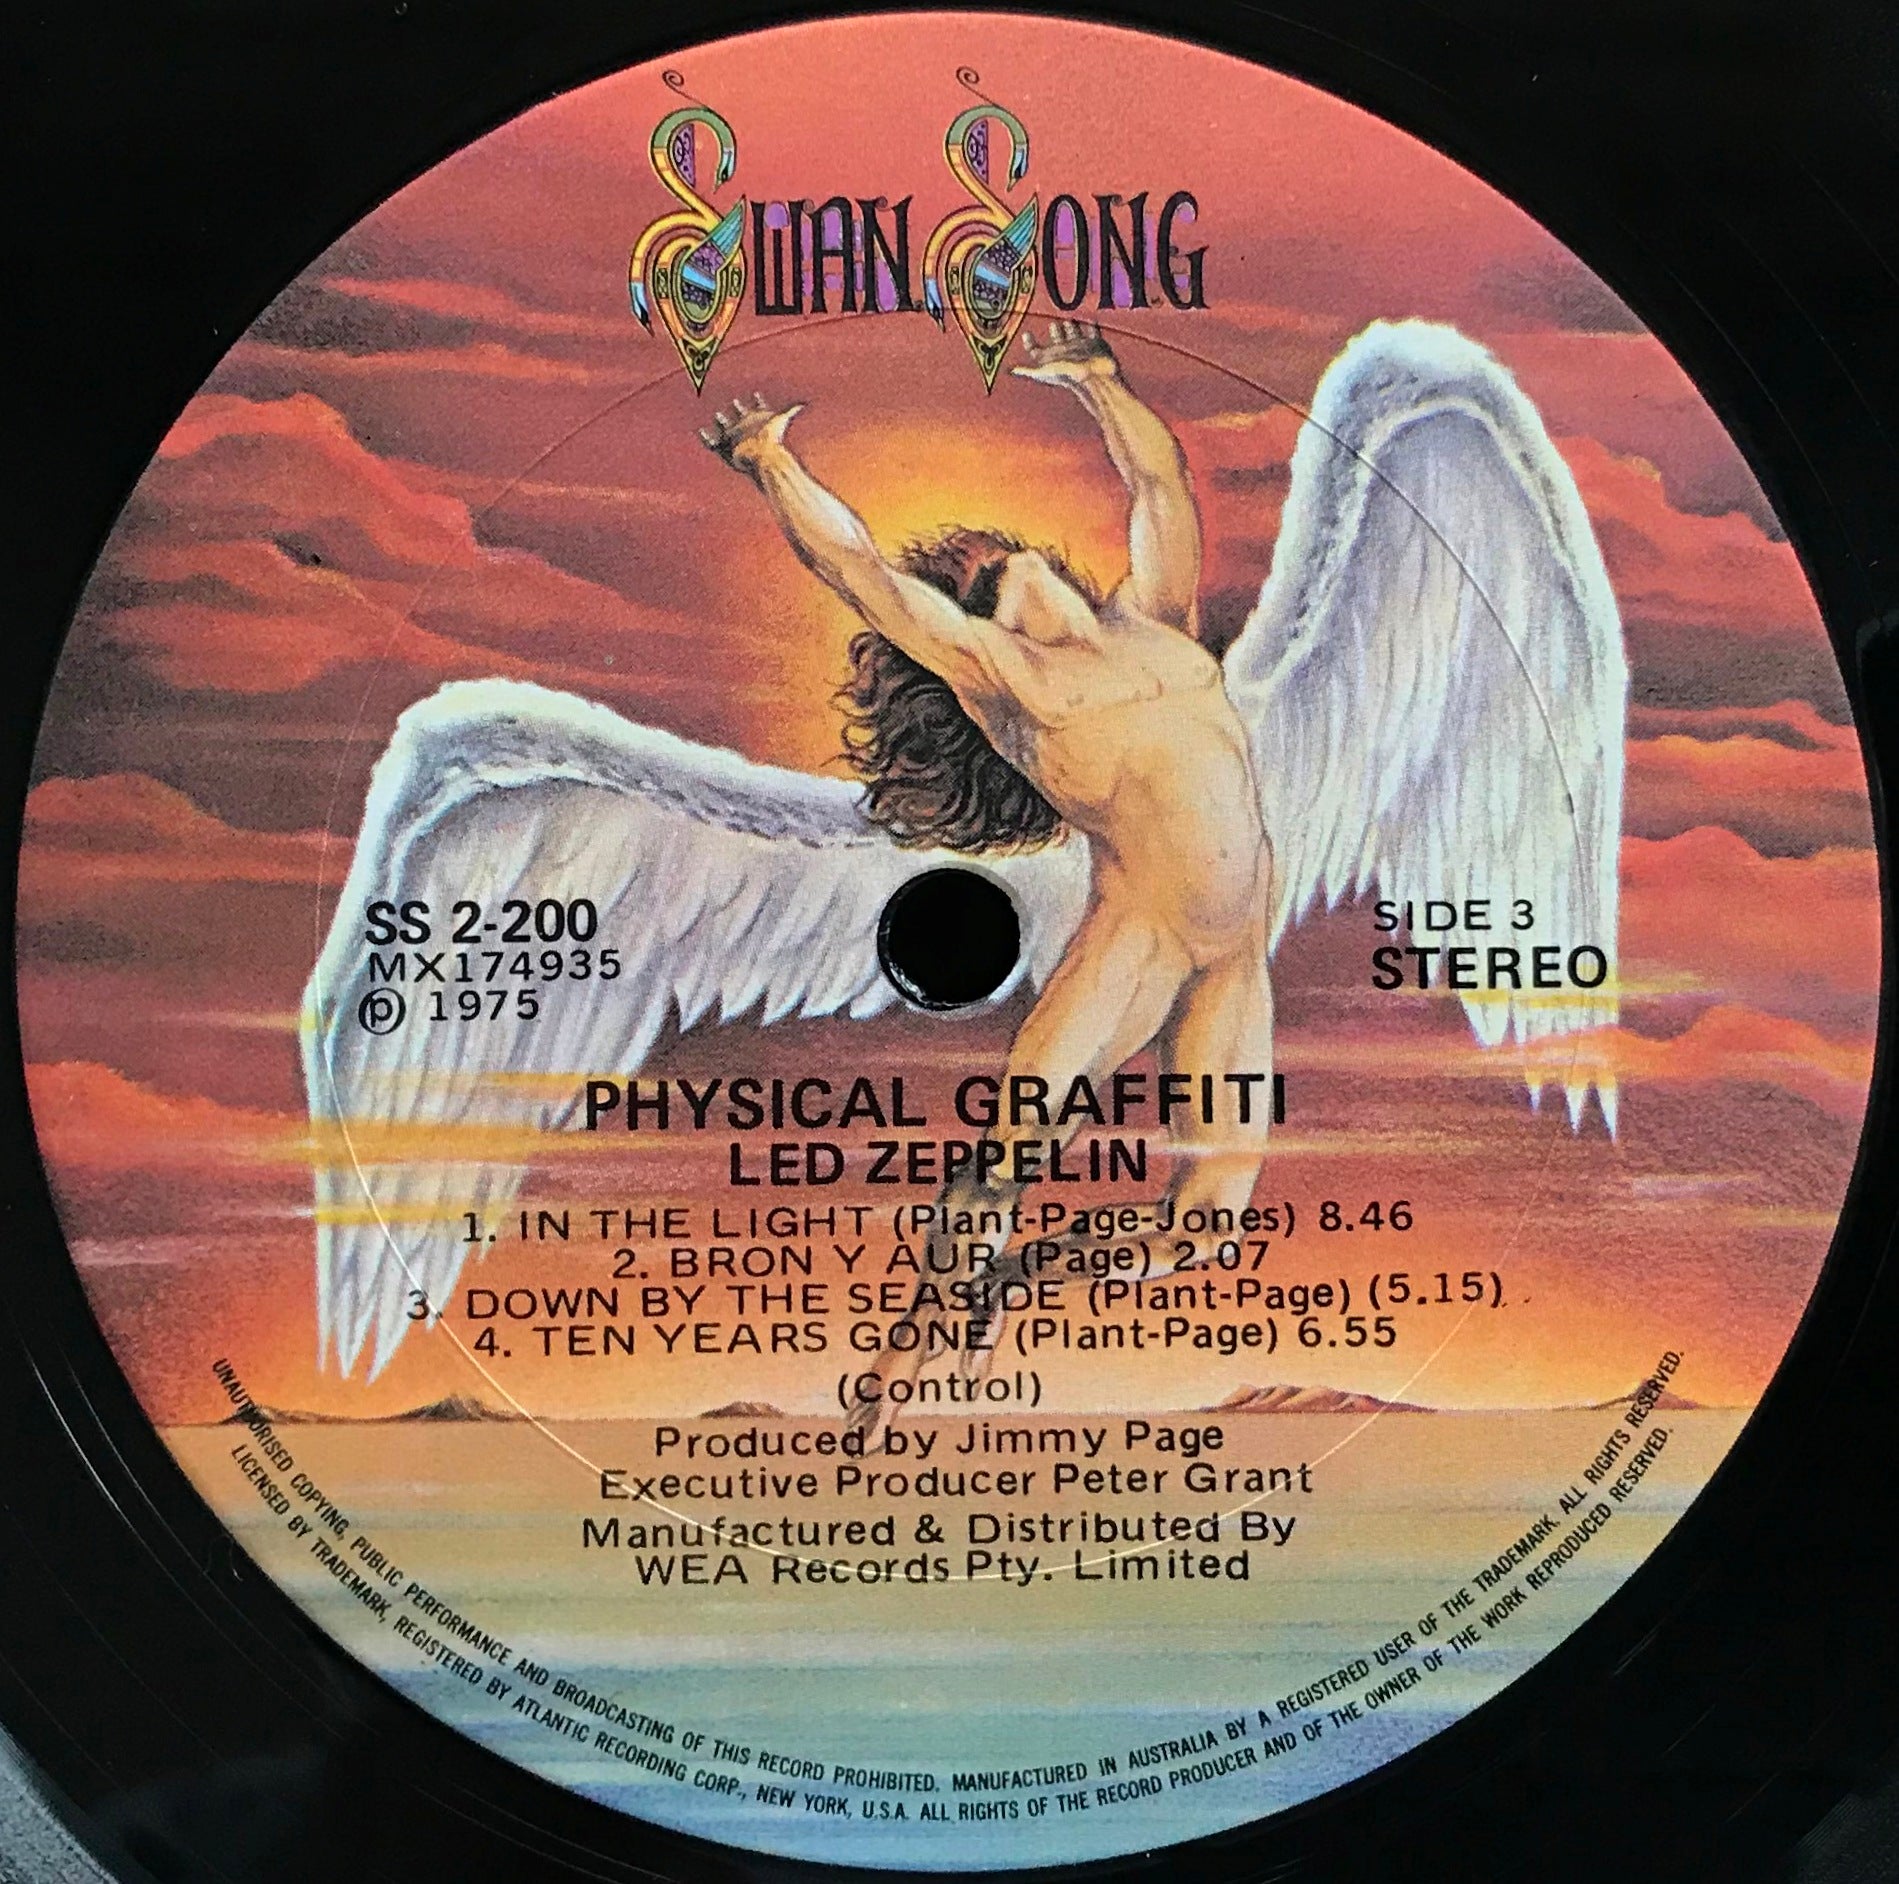 SWAN SONG
SS 2-200
MX174935
℗ 1975
SIDE 3
STEREO
PHYSICAL GRAFFITI
LED ZEPPELIN
1. IN THE LIGHT (Plant-Page-Jones) 8.46
2. BRON Y AUR (Page) 2.07
3. DOWN BY THE SEASIDE (Plant-Page) (5.15)
4. TEN YEARS GONE (Plant-Page) 6.55
(Control)
Produced by Jimmy Page
Executive Producer Peter Grant
Manufactured & Distributed By
WEA Records Pty. Limited
UNAUTHORISED COPYING, PUBLIC PERFORMANCE AND BROADCASTING OF THIS RECORD PROHIBITED. MANUFACTURED IN AUSTRALIA BY A REGISTERED USER OF THE TRADEMARK. ALL RIGHTS RESERVED.
LICENSED BY TRADEMARK, REGISTERED BY ATLANTIC RECORDING CORP., NEW YORK, U.S.A. ALL RIGHTS OF THE RECORD PRODUCER AND OF THE OWNER OF THE WORK REPRODUCED RESERVED.